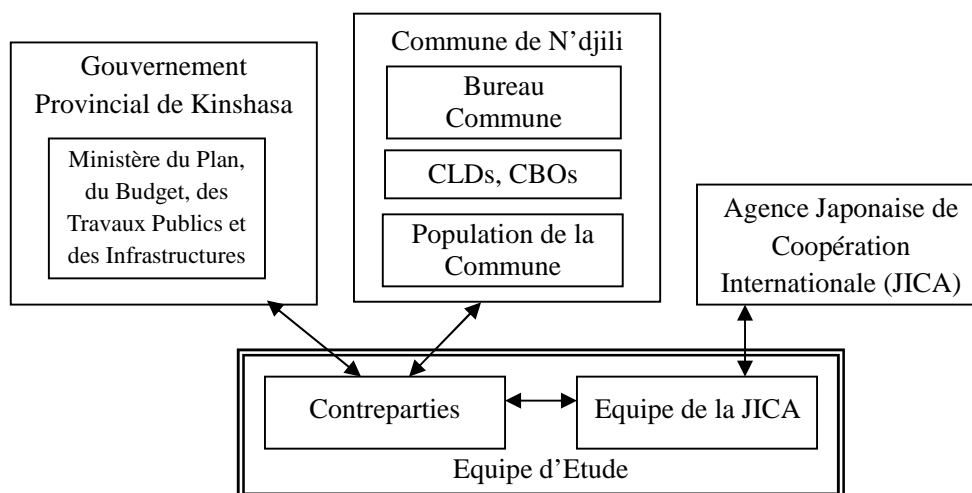 Gouvernement
Provincial de Kinshasa
Ministère du Plan,
du Budget, des
Travaux Publics et
des Infrastructures
Commune de N’djili
Bureau
Commune
CLDs, CBOs
Population de la
Commune
Agence Japonaise de
Coopération
Internationale (JICA)
Contreparties
Equipe de la JICA
Equipe d’Etude